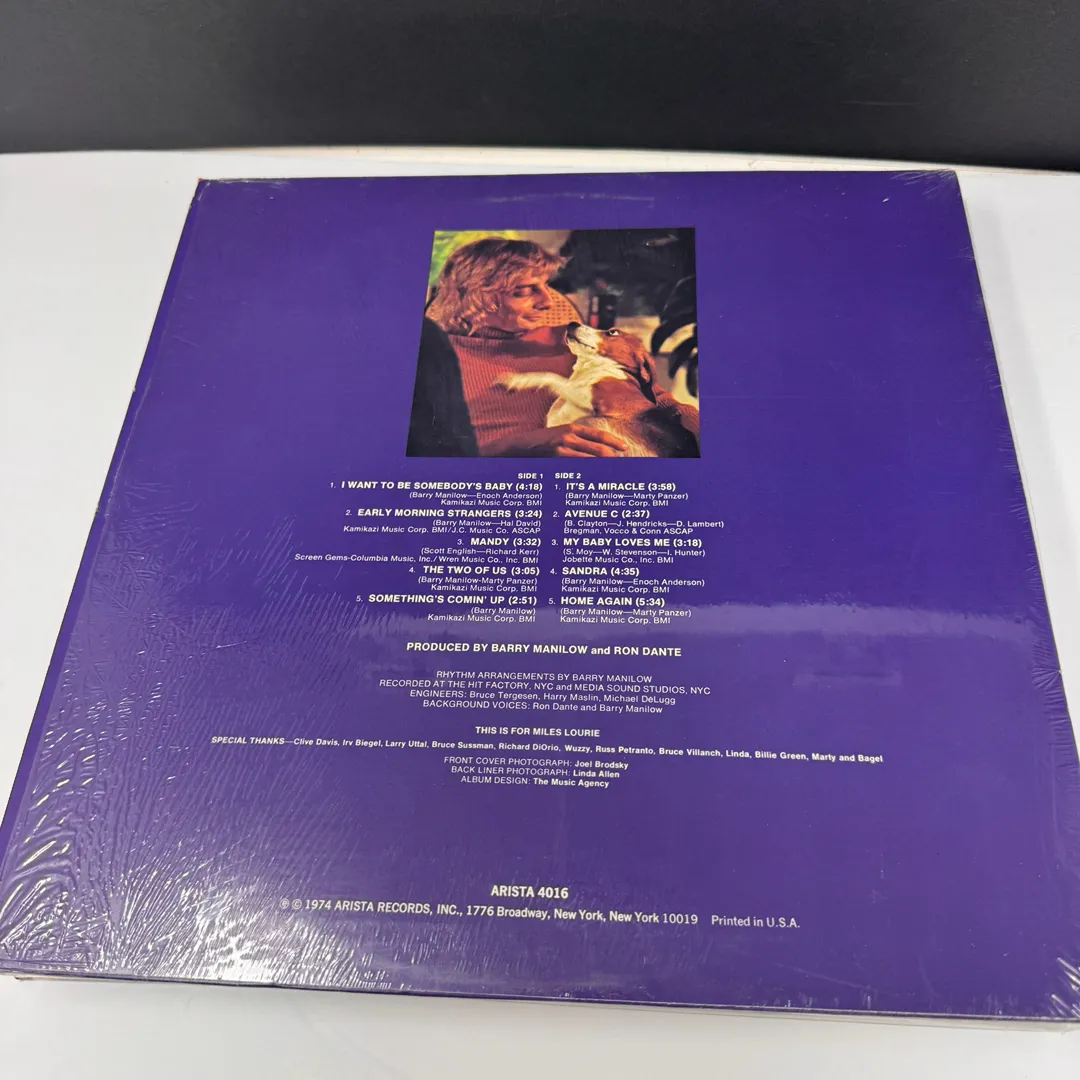 SIDE 1
1. I WANT TO BE SOMEBODY'S BABY (4:18)
(Barry Manilow—Enoch Anderson)
Kamikazi Music Corp. BMI
2. EARLY MORNING STRANGERS (3:24)
(Barry Manilow—Hal David)
Kamikazi Music Corp. BMI/J.C. Music Co. ASCAP
3. MANDY (3:32)
(Scott English—Richard Kerr)
Screen Gems-Columbia Music, Inc./Wren Music Co., Inc. BMI
4. THE TWO OF US (3:05)
(Barry Manilow-Marty Panzer)
Kamikazi Music Corp. BMI
5. SOMETHING'S COMIN' UP (2:51)
(Barry Manilow)
Kamikazi Music Corp. BMI
SIDE 2
1. IT'S A MIRACLE (3:58)
(Barry Manilow—Marty Panzer)
Kamikazi Music Corp. BMI
2. AVENUE C (2:37)
(B. Clayton—J. Hendricks—D. Lambert)
Bregman, Vocco & Conn ASCAP
3. MY BABY LOVES ME (3:18)
(S. Moy—W. Stevenson—I. Hunter)
Jobette Music Co., Inc. BMI
4. SANDRA (4:35)
(Barry Manilow—Enoch Anderson)
Kamikazi Music Corp. BMI
5. HOME AGAIN (5:34)
(Barry Manilow—Marty Panzer)
Kamikazi Music Corp. BMI
PRODUCED BY BARRY MANILOW and RON DANTE
RHYTHM ARRANGEMENTS BY BARRY MANILOW
RECORDED AT THE HIT FACTORY, NYC and MEDIA SOUND STUDIOS, NYC
ENGINEERS: Bruce Tergesen, Harry Maslin, Michael DeLugg
BACKGROUND VOICES: Ron Dante and Barry Manilow
THIS IS FOR MILES LOURIE
SPECIAL THANKS—Clive Davis, Irv Biegel, Larry Uttal, Bruce Sussman, Richard DiOrio, Wuzzy, Russ Petranto, Bruce Villanch, Linda, Billie Green, Marty and Bagel
FRONT COVER PHOTOGRAPH: Joel Brodsky
BACK LINER PHOTOGRAPH: Linda Allen
ALBUM DESIGN: The Music Agency
ARISTA 4016
℗ © 1974 ARISTA RECORDS, INC., 1776 Broadway, New York, New York 10019 Printed in U.S.A.